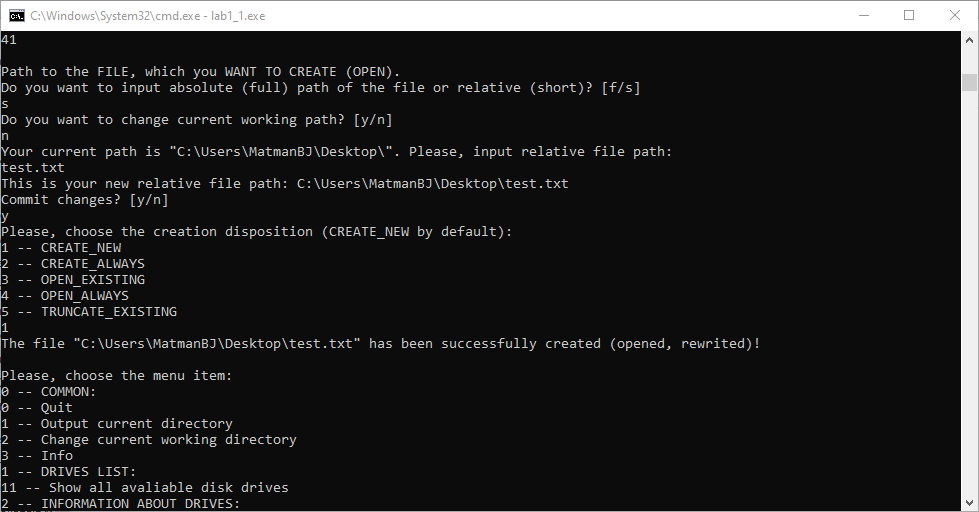 C:\Windows\System32\cmd.exe - lab1_1.exe
41
Path to the FILE, which you WANT TO CREATE (OPEN).
Do you want to input absolute (full) path of the file or relative (short)? [f/s]
s
Do you want to change current working path? [y/n]
n
Your current path is "C:\Users\MatmanBJ\Desktop\". Please, input relative file path:
test.txt
This is your new relative file path: C:\Users\MatmanBJ\Desktop\test.txt
Commit changes? [y/n]
y
Please, choose the creation disposition (CREATE_NEW by default):
1 -- CREATE_NEW
2 -- CREATE_ALWAYS
3 -- OPEN_EXISTING
4 -- OPEN_ALWAYS
5 -- TRUNCATE_EXISTING
1
The file "C:\Users\MatmanBJ\Desktop\test.txt" has been successfully created (opened, rewrited)!
Please, choose the menu item:
0 -- COMMON:
0 -- Quit
1 -- Output current directory
2 -- Change current working directory
3 -- Info
1 -- DRIVES LIST:
11 -- Show all avaliable disk drives
2 -- INFORMATION ABOUT DRIVES: